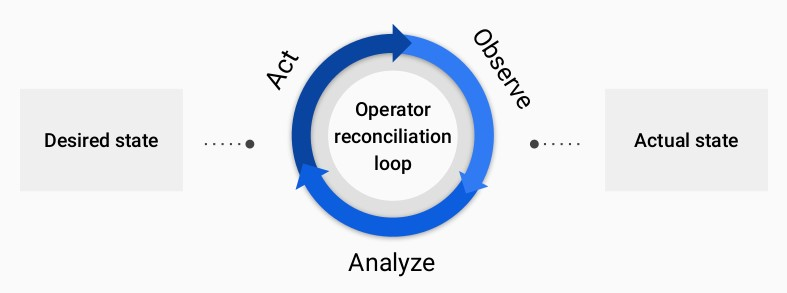 Act
Observe
Desired state
Operator
reconciliation
loop
Actual state
Analyze